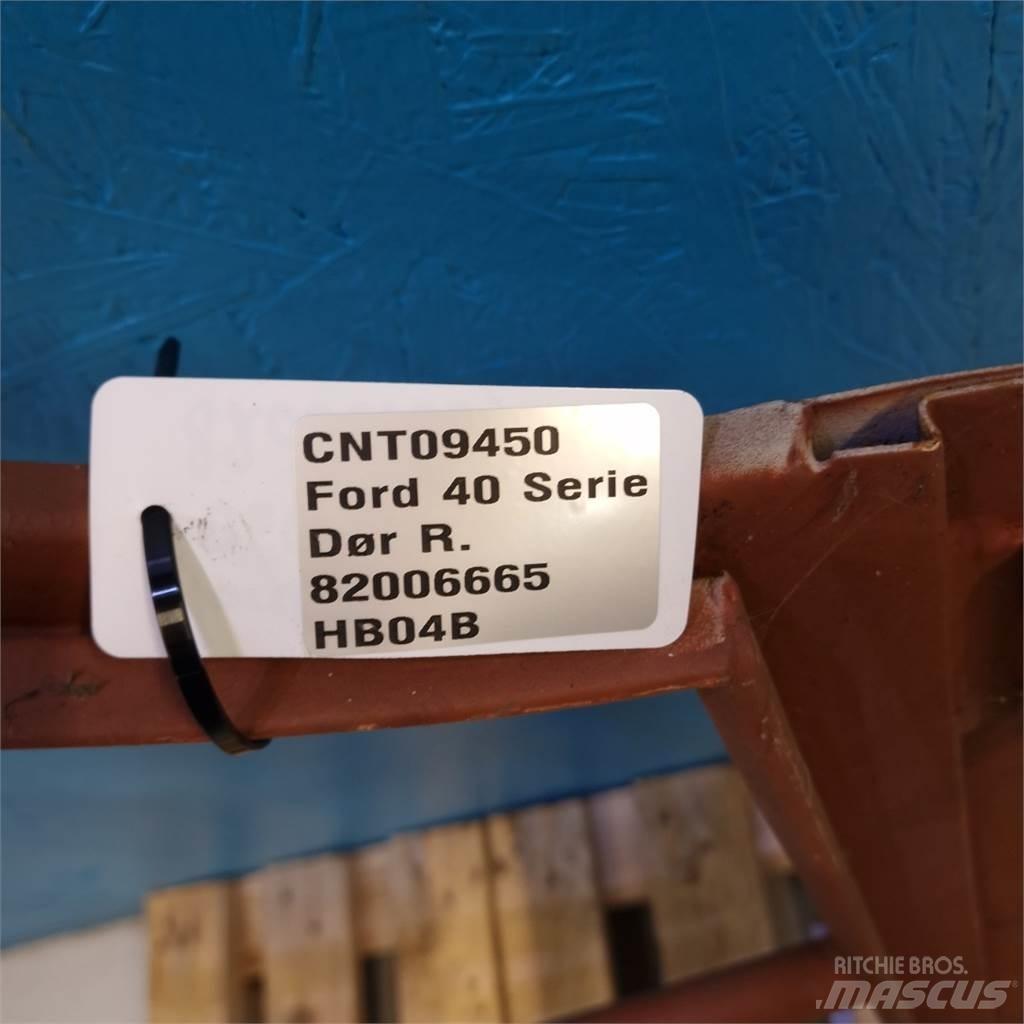 CNT09450
Ford 40 Serie
Dør R.
82006665
HB04B
RITCHIE BROS.
MASCUS